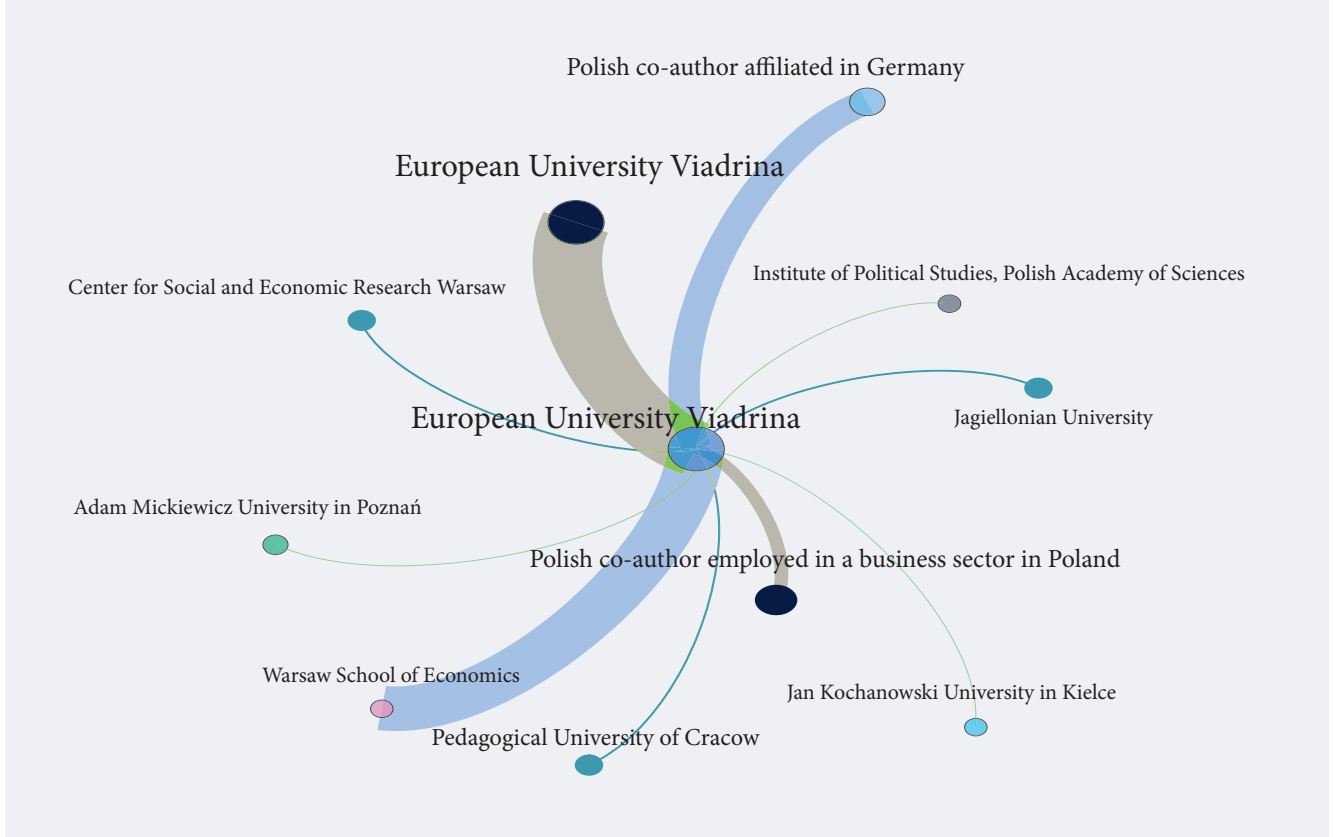 Polish co-author affiliated in Germany
European University Viadrina
Institute of Political Studies, Polish Academy of Sciences
Center for Social and Economic Research Warsaw
Jagiellonian University
European University Viadrina
Adam Mickiewicz University in Poznań
Polish co-author employed in a business sector in Poland
Warsaw School of Economics
Jan Kochanowski University in Kielce
Pedagogical University of Cracow